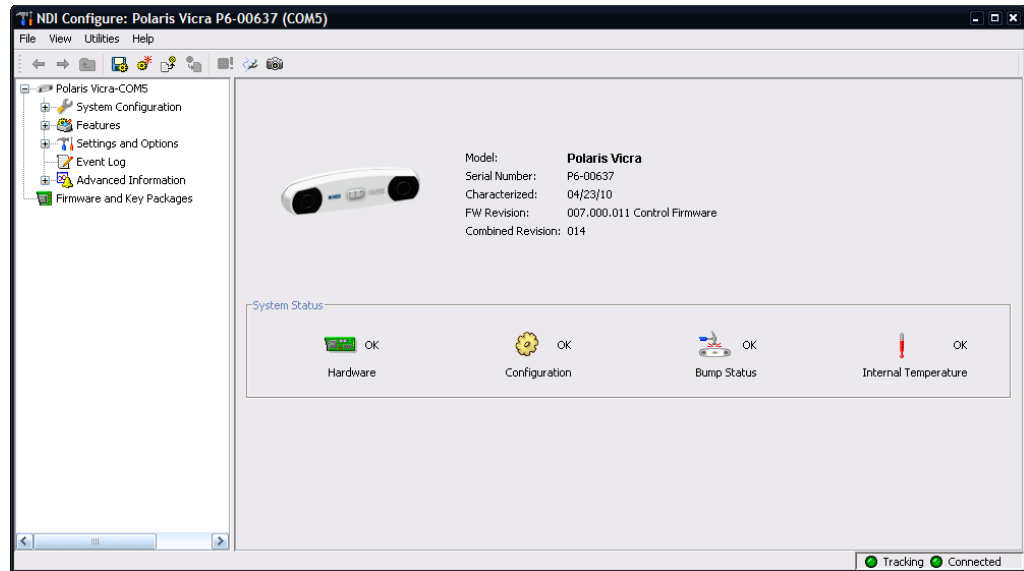 NDI Configure: Polaris Vicra P6-00637 (COM5)
File View Utilities Help
Polaris Vicra-COM5
System Configuration
Features
Settings and Options
Event Log
Advanced Information
Firmware and Key Packages
Model: Polaris Vicra
Serial Number: P6-00637
Characterized: 04/23/10
FW Revision: 007.000.011 Control Firmware
Combined Revision: 014
System Status
OK OK OK OK
Hardware Configuration Bump Status Internal Temperature
Tracking Connected